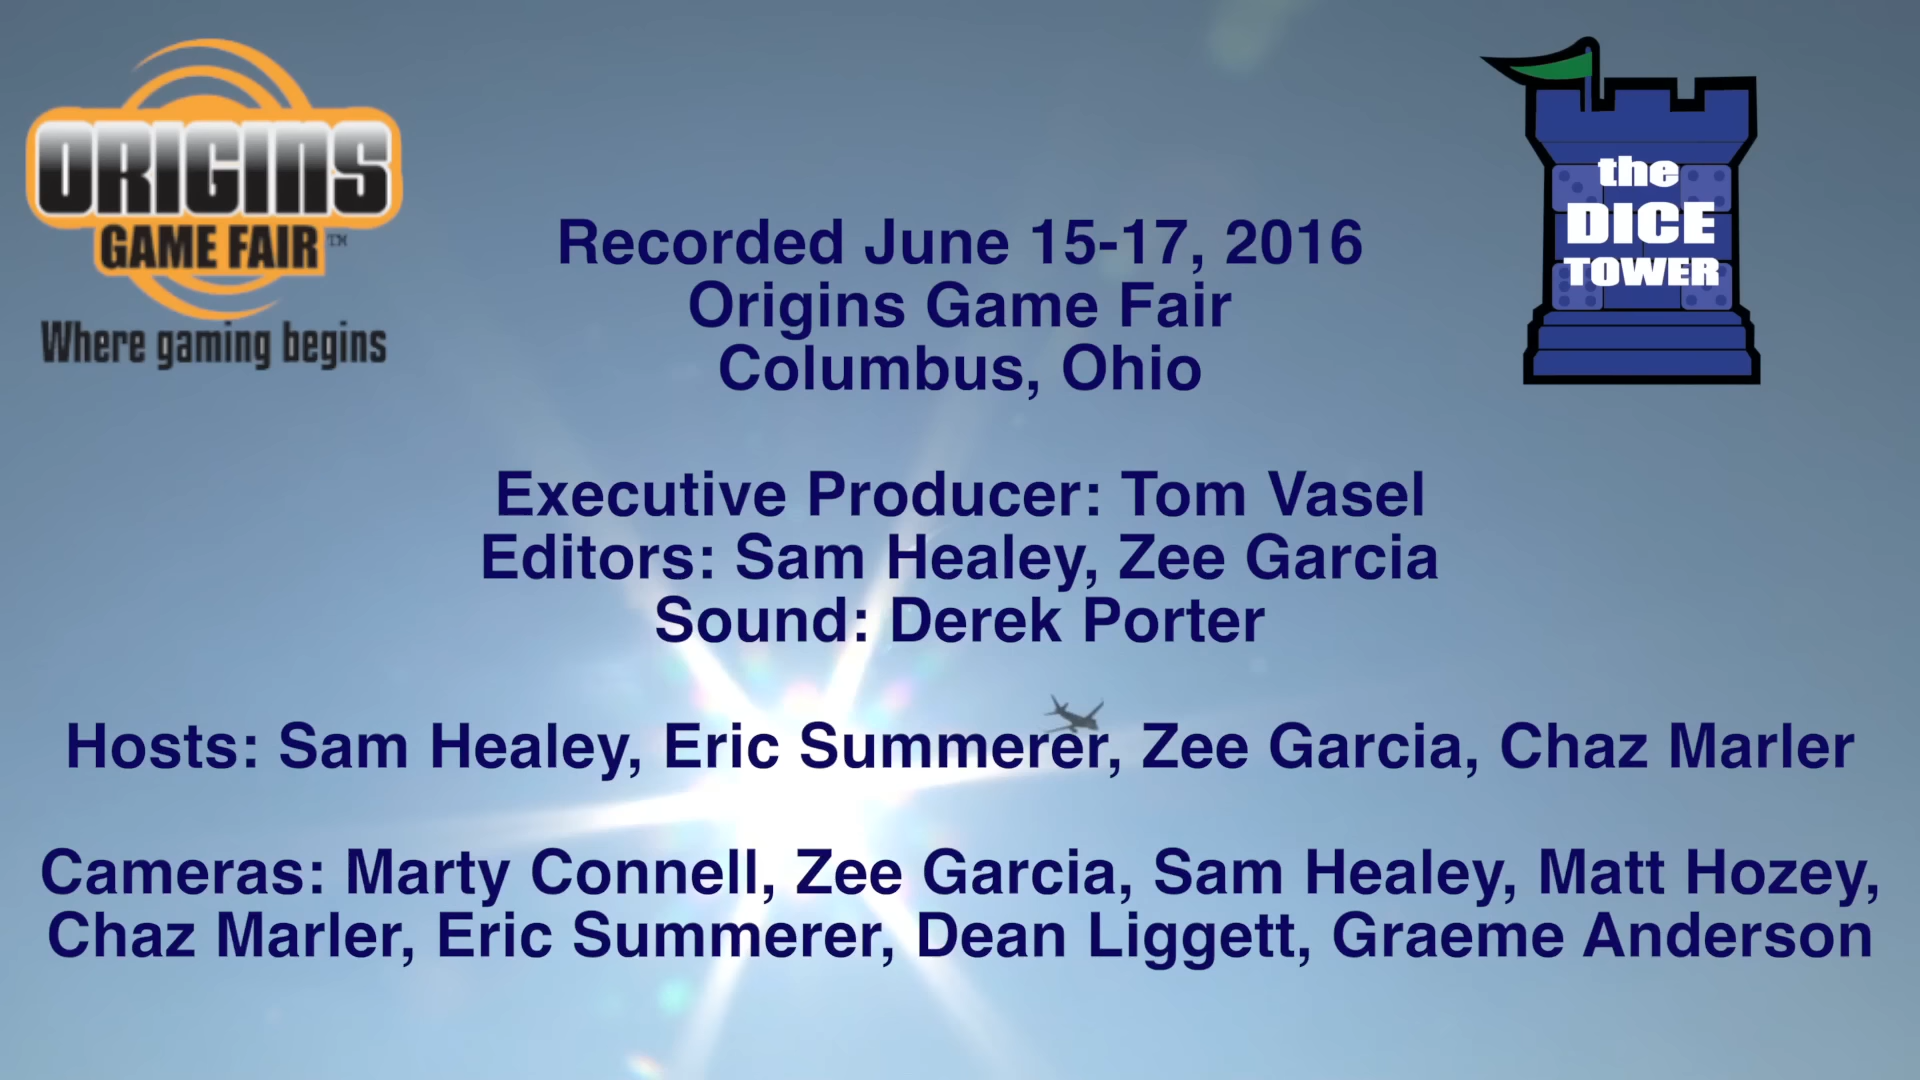 ORIGINS
GAME FAIR™
Where gaming begins
the
DICE
TOWER
Recorded June 15-17, 2016
Origins Game Fair
Columbus, Ohio
Executive Producer: Tom Vasel
Editors: Sam Healey, Zee Garcia
Sound: Derek Porter
Hosts: Sam Healey, Eric Summerer, Zee Garcia, Chaz Marler
Cameras: Marty Connell, Zee Garcia, Sam Healey, Matt Hozey,
Chaz Marler, Eric Summerer, Dean Liggett, Graeme Anderson